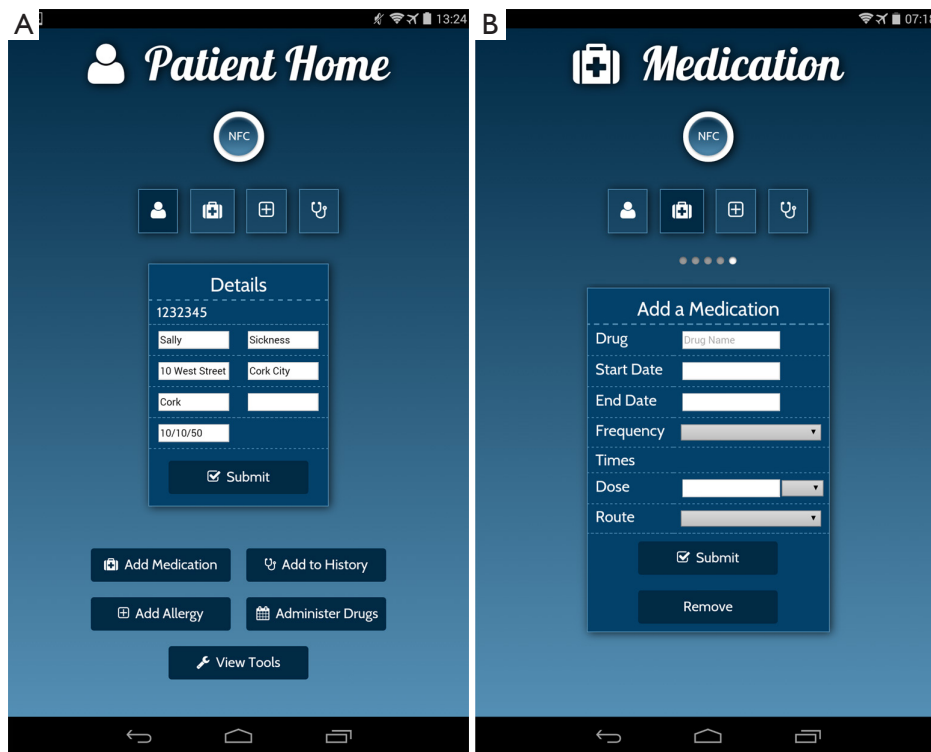 A
13:24
Patient Home
NFC
Details
1232345
Sally Sickness
10 West Street Cork City
Cork
10/10/50
Submit
Add Medication Add to History
Add Allergy Administer Drugs
View Tools
B
07:18
Medication
NFC
Add a Medication
Drug Drug Name
Start Date
End Date
Frequency
Times
Dose
Route
Submit
Remove